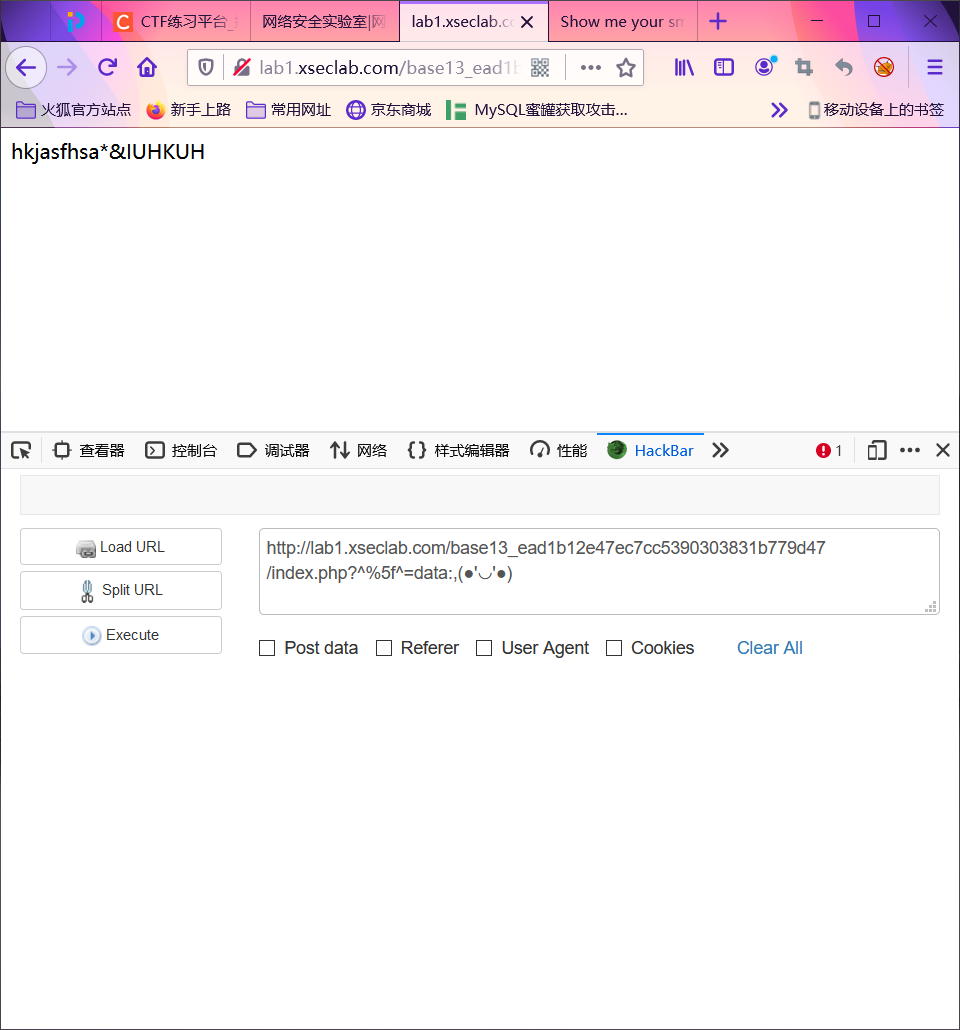 CTF练习平台_
网络安全实验室|网
lab1.xseclab.co
Show me your sm
lab1.xseclab.com/base13_ead1b
火狐官方站点
新手上路
常用网址
京东商城
MySQL蜜罐获取攻击...
移动设备上的书签
hkjasfhsa*&IUHKUH
查看器
控制台
调试器
网络
样式编辑器
性能
HackBar
1
Load URL
Split URL
Execute
http://lab1.xseclab.com/base13_ead1b12e47ec7cc5390303831b779d47
/index.php?^%5f^=data:,(●'◡'●)
Post data
Referer
User Agent
Cookies
Clear All